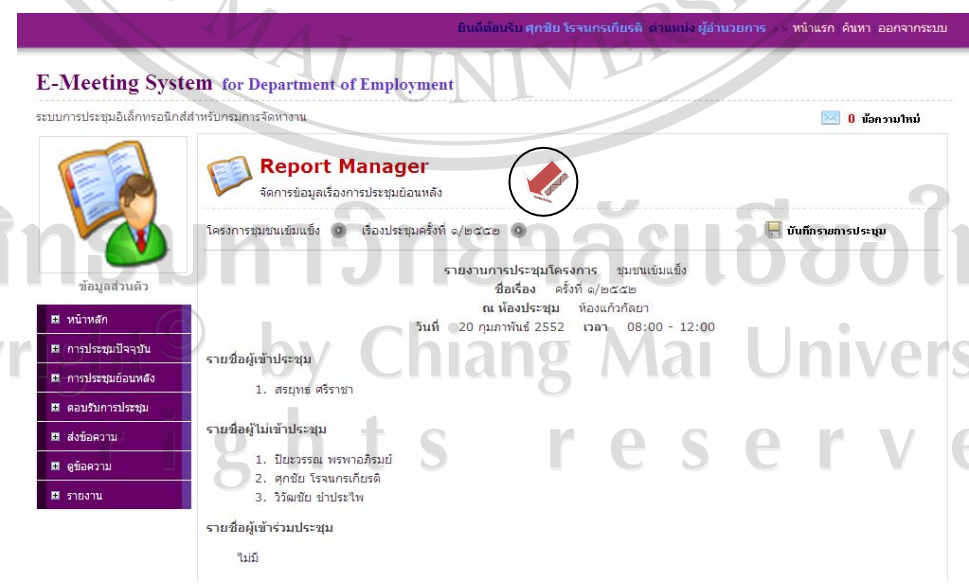 ยินดีต้อนรับ ศุภชัย โรจนกรเกียรติ ตำแหน่ง ผู้อำนวยการ >> หน้าแรก ค้นหา ออกจากระบบ
E-Meeting System for Department of Employment
ระบบการประชุมอิเล็กทรอนิกส์สำหรับกรมการจัดหางาน
0 ข้อความใหม่
Report Manager
จัดการข้อมูลเรื่องการประชุมย้อนหลัง
โครงการชุมชนเข้มแข็ง เรื่องประชุมครั้งที่ ๑/๒๕๕๒
บันทึกรายการประชุม
ข้อมูลส่วนตัว
หน้าหลัก
การประชุมปัจจุบัน
การประชุมย้อนหลัง
ตอบรับการประชุม
ส่งข้อความ
ดูข้อความ
รายงาน
รายงานการประชุมโครงการ ชุมชนเข้มแข็ง
ชื่อเรื่อง ครั้งที่ ๑/๒๕๕๒
ณ ห้องประชุม ห้องแก้วกัลยา
วันที่ 20 กุมภาพันธ์ 2552 เวลา 08:00 - 12:00
รายชื่อผู้เข้าประชุม
1. สรยุทธ ศรีราชา
รายชื่อผู้ไม่เข้าประชุม
1. ปิยะวรรณ พรพาอภิรมย์
2. ศุภชัย โรจนกรเกียรติ
3. วิวัฒชัย ขำประไพ
รายชื่อผู้เข้าร่วมประชุม
ไม่มี
MAI UNIVE
by Chiang Mai Univers
rights reserve